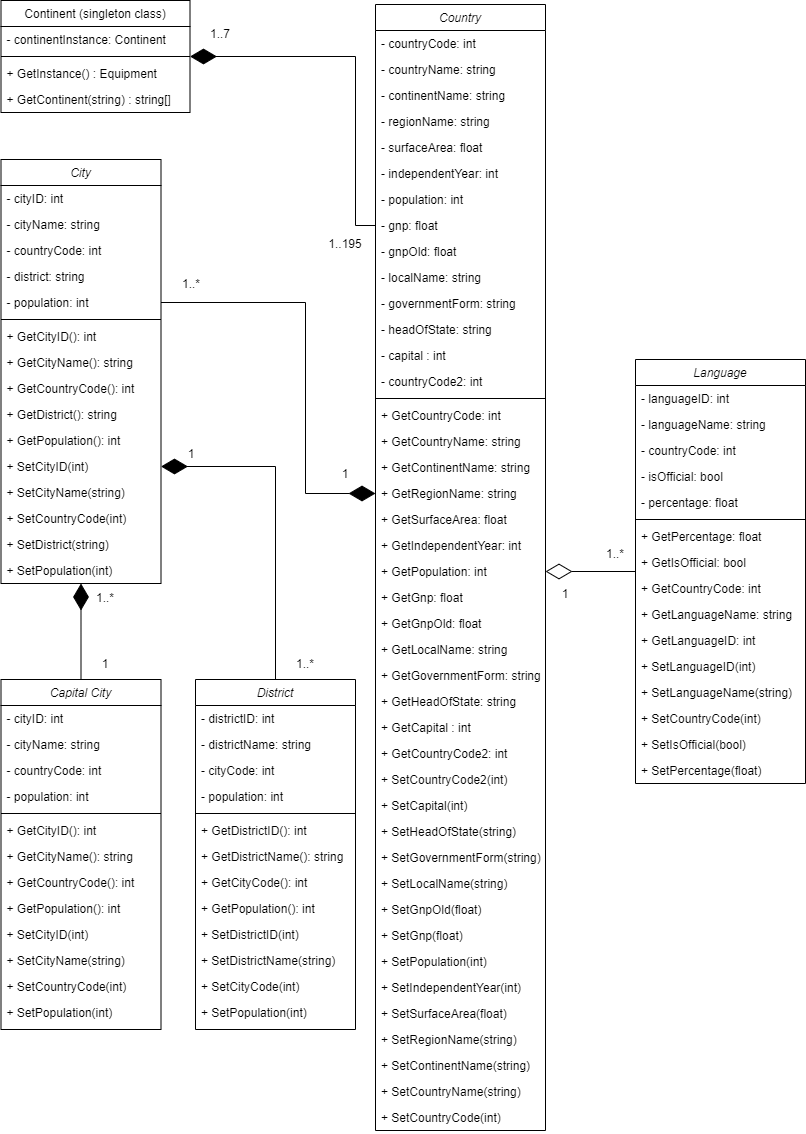 Continent (singleton class)
- continentInstance: Continent
+ GetInstance() : Equipment
+ GetContinent(string) : string[]
1..7
1..195
Country
- countryCode: int
- countryName: string
- continentName: string
- regionName: string
- surfaceArea: float
- independentYear: int
- population: int
- gnp: float
- gnpOld: float
- localName: string
- governmentForm: string
- headOfState: string
- capital : int
- countryCode2: int
+ GetCountryCode: int
+ GetCountryName: string
+ GetContinentName: string
+ GetRegionName: string
+ GetSurfaceArea: float
+ GetIndependentYear: int
+ GetPopulation: int
+ GetGnp: float
+ GetGnpOld: float
+ GetLocalName: string
+ GetGovernmentForm: string
+ GetHeadOfState: string
+ GetCapital : int
+ GetCountryCode2: int
+ SetCountryCode2(int)
+ SetCapital(int)
+ SetHeadOfState(string)
+ SetGovernmentForm(string)
+ SetLocalName(string)
+ SetGnpOld(float)
+ SetGnp(float)
+ SetPopulation(int)
+ SetIndependentYear(int)
+ SetSurfaceArea(float)
+ SetRegionName(string)
+ SetContinentName(string)
+ SetCountryName(string)
+ SetCountryCode(int)
City
- cityID: int
- cityName: string
- countryCode: int
- district: string
- population: int
+ GetCityID(): int
+ GetCityName(): string
+ GetCountryCode(): int
+ GetDistrict(): string
+ GetPopulation(): int
+ SetCityID(int)
+ SetCityName(string)
+ SetCountryCode(int)
+ SetDistrict(string)
+ SetPopulation(int)
1..*
1
1
1..*
1..*
1
Capital City
- cityID: int
- cityName: string
- countryCode: int
- population: int
+ GetCityID(): int
+ GetCityName(): string
+ GetCountryCode(): int
+ GetPopulation(): int
+ SetCityID(int)
+ SetCityName(string)
+ SetCountryCode(int)
+ SetPopulation(int)
District
- districtID: int
- districtName: string
- cityCode: int
- population: int
+ GetDistrictID(): int
+ GetDistrictName(): string
+ GetCityCode(): int
+ GetPopulation(): int
+ SetDistrictID(int)
+ SetDistrictName(string)
+ SetCityCode(int)
+ SetPopulation(int)
1..*
1
Language
- languageID: int
- languageName: string
- countryCode: int
- isOfficial: bool
- percentage: float
+ GetPercentage: float
+ GetIsOfficial: bool
+ GetCountryCode: int
+ GetLanguageName: string
+ GetLanguageID: int
+ SetLanguageID(int)
+ SetLanguageName(string)
+ SetCountryCode(int)
+ SetIsOfficial(bool)
+ SetPercentage(float)